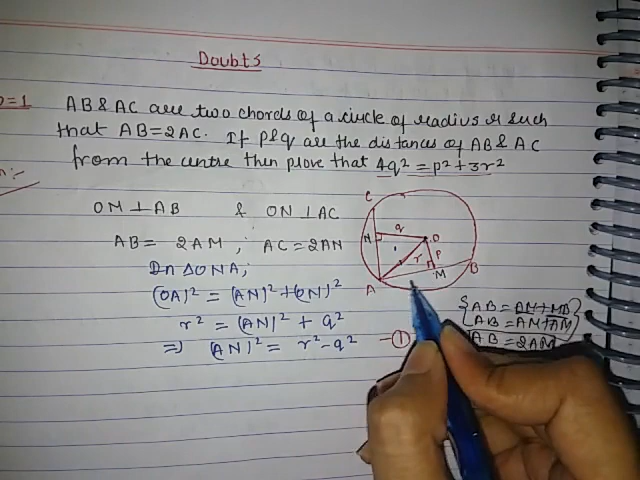 Doubts
AB & AC are two chords of a circle of radius r such
that AB=2AC. If p & q are the distances of AB & AC
from the centre then prove that 4q² = p² + 3r²
OM ⊥ AB & ON ⊥ AC
AB = 2AM ; AC = 2AN
In ΔONA;
(OA)² = (AN)² + (ON)²
r² = (AN)² + q²
⇒ (AN)² = r² - q² — ①
C
q
N
O
r
P
M
B
A
{AB = AM + MB}
{AB = AM + AM}
AB = 2AM